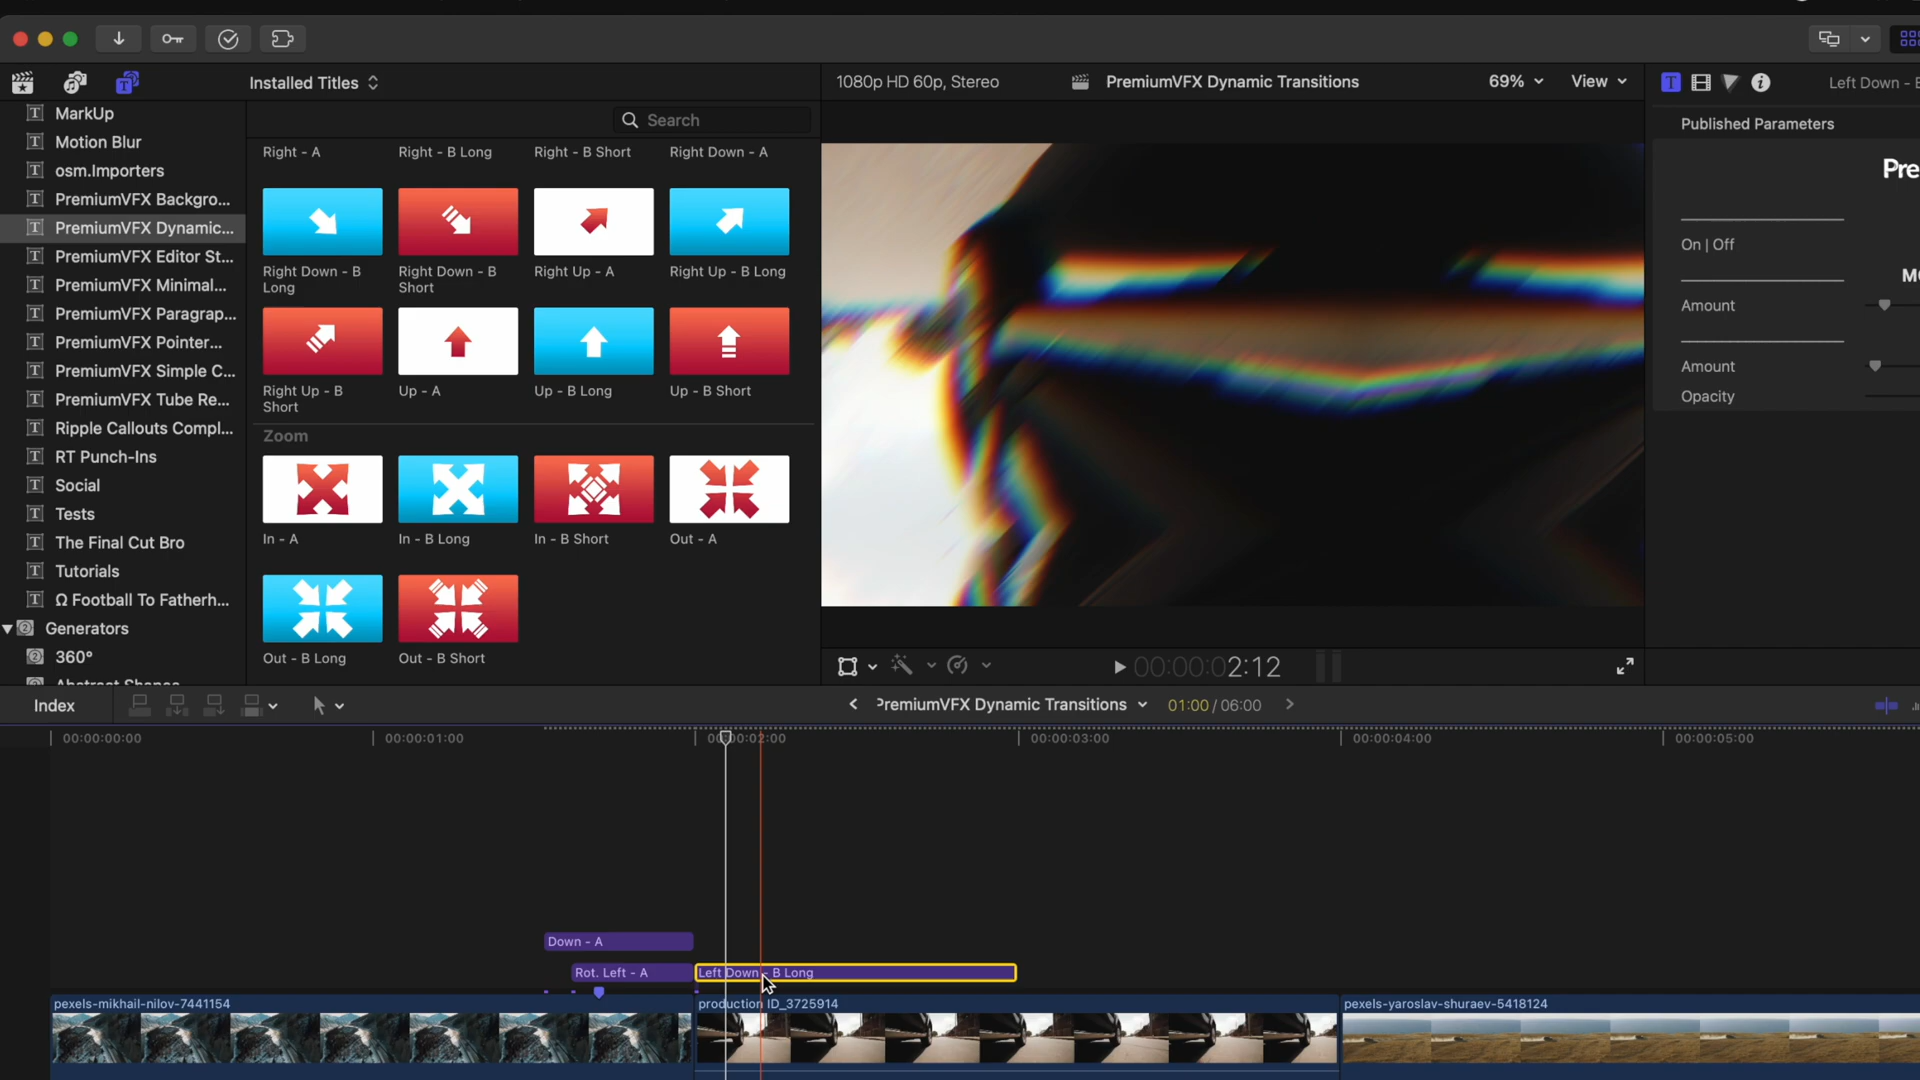 Installed Titles
1080p HD 60p, Stereo
PremiumVFX Dynamic Transitions
69%
View
Left Down - B
MarkUp
Motion Blur
osm.Importers
PremiumVFX Backgro...
PremiumVFX Dynamic...
PremiumVFX Editor St...
PremiumVFX Minimal...
PremiumVFX Paragrap...
PremiumVFX Pointer...
PremiumVFX Simple C...
PremiumVFX Tube Re...
Ripple Callouts Compl...
RT Punch-Ins
Social
Tests
The Final Cut Bro
Tutorials
Ω Football To Fatherh...
Generators
360°
Abstract Shapes
Search
Right - A
Right - B Long
Right - B Short
Right Down - A
Right Down - B
Long
Right Down - B
Short
Right Up - A
Right Up - B Long
Right Up - B
Short
Up - A
Up - B Long
Up - B Short
Zoom
In - A
In - B Long
In - B Short
Out - A
Out - B Long
Out - B Short
Published Parameters
Pre
On | Off
Mo
Amount
Amount
Opacity
00:00:02:12
Index
PremiumVFX Dynamic Transitions
01:00 / 06:00
00:00:00:00
00:00:01:00
00:00:02:00
00:00:03:00
00:00:04:00
00:00:05:00
Down - A
Rot. Left - A
Left Down - B Long
pexels-mikhail-nilov-7441154
production ID_3725914
pexels-yaroslav-shuraev-5418124